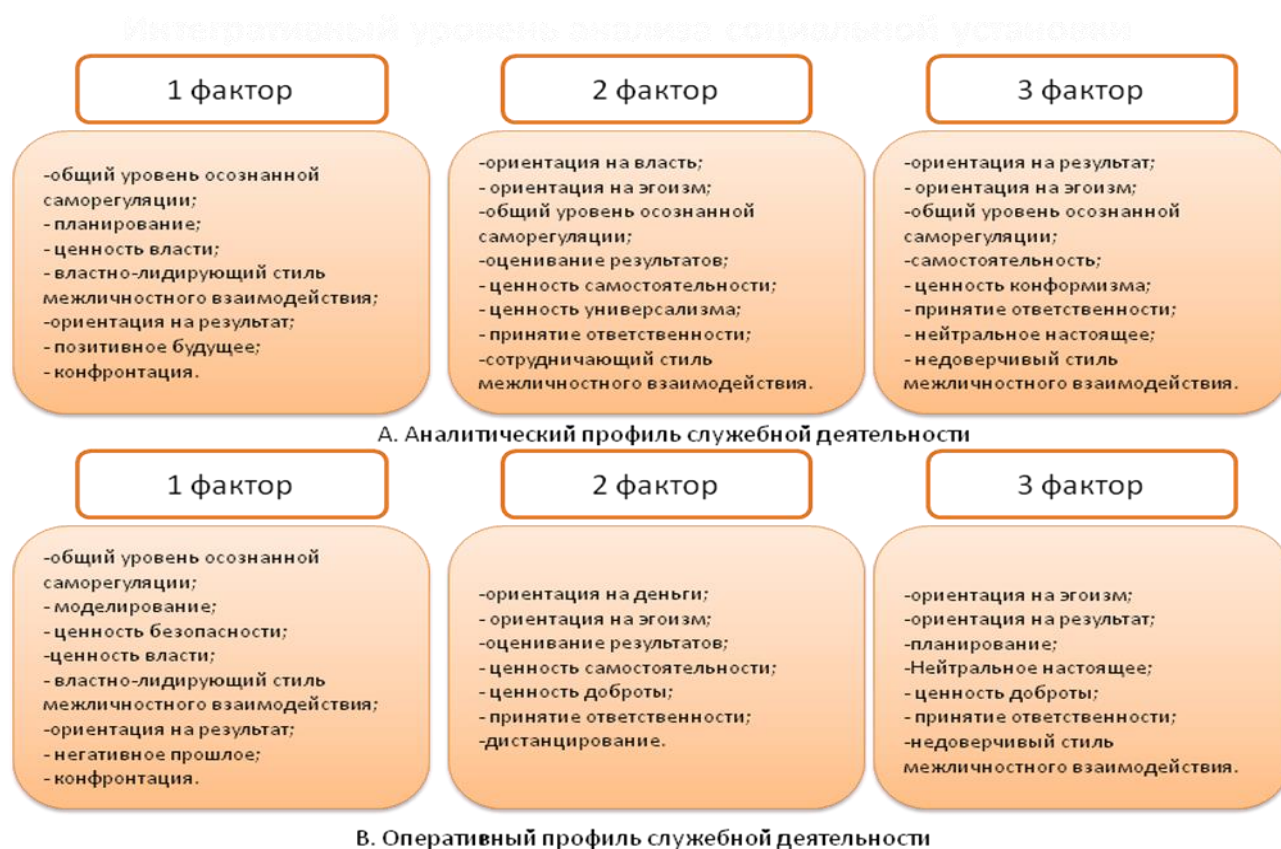 Интегративный уровень анализа социальной установки
1 фактор
2 фактор
3 фактор
-общий уровень осознанной
саморегуляции;
- планирование;
- ценность власти;
- властно-лидирующий стиль
межличностного взаимодействия;
-ориентация на результат;
- позитивное будущее;
- конфронтация.
-ориентация на власть;
- ориентация на эгоизм;
-общий уровень осознанной
саморегуляции;
-оценивание результатов;
- ценность самостоятельности;
- ценность универсализма;
- принятие ответственности;
-сотрудничающий стиль
межличностного взаимодействия.
-ориентация на результат;
- ориентация на эгоизм;
-общий уровень осознанной
саморегуляции;
-самостоятельность;
- ценность конформизма;
- принятие ответственности;
- нейтральное настоящее;
- недоверчивый стиль
межличностного взаимодействия.
А. Аналитический профиль служебной деятельности
1 фактор
2 фактор
3 фактор
-общий уровень осознанной
саморегуляции;
- моделирование;
- ценность безопасности;
-ценность власти;
- властно-лидирующий стиль
межличностного взаимодействия;
-ориентация на результат;
- негативное прошлое;
- конфронтация.
-ориентация на деньги;
- ориентация на эгоизм;
-оценивание результатов;
- ценность самостоятельности;
- ценность доброты;
- принятие ответственности;
-дистанцирование.
-ориентация на эгоизм;
-ориентация на результат;
-планирование;
-Нейтральное настоящее;
- ценность доброты;
- принятие ответственности;
-недоверчивый стиль
межличностного взаимодействия.
В. Оперативный профиль служебной деятельности